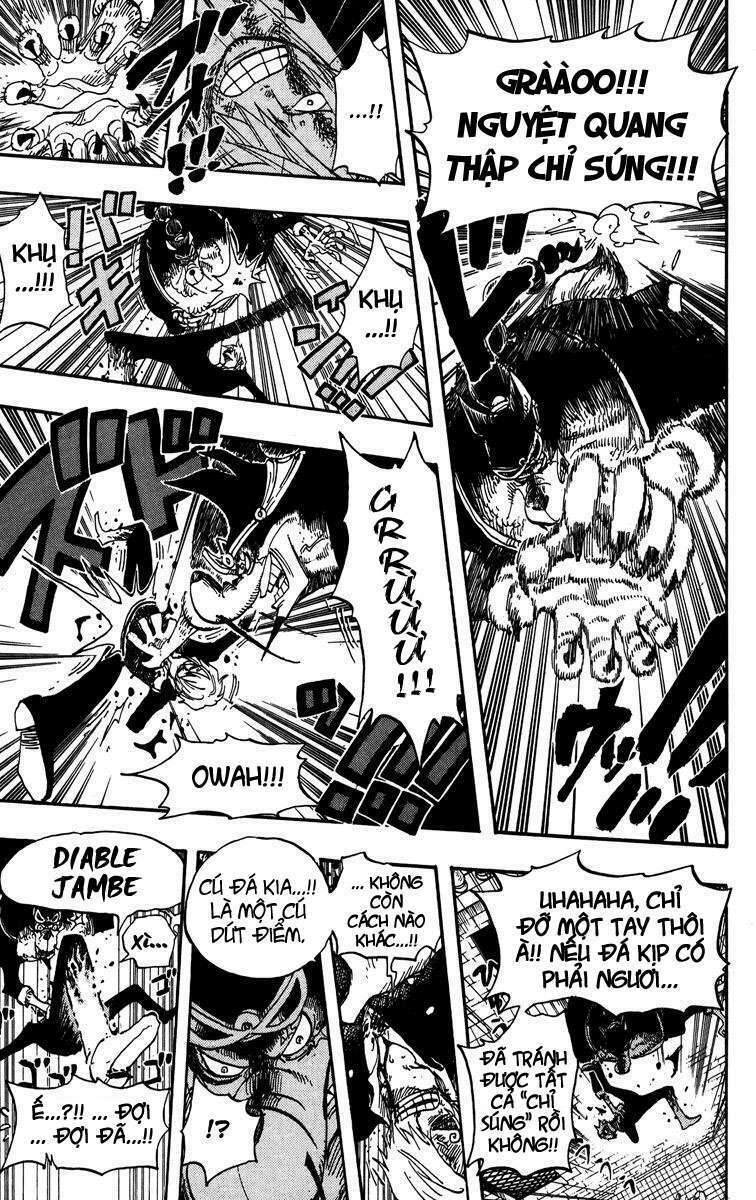 GRÀÀOO!!!
NGUYỆT QUANG
THẬP CHỈ SÚNG!!!
...!!
KHỤ
...!!
KHỤ
...!!!
GRRỪỪỪ!!!
OWAH!!!
UHAHAHA, CHỈ
ĐỠ MỘT TAY THÔI
À!! NẾU ĐÁ KỊP CÓ
PHẢI NGƯƠI...
ĐÃ TRÁNH
ĐƯỢC TẤT
CẢ “CHỈ
SÚNG” RỒI
KHÔNG!!
... KHÔNG
CÒN
CÁCH NÀO
KHÁC...!!
CÚ ĐÁ KIA...!!
LÀ MỘT CÚ
DỨT ĐIỂM.
!?
DIABLE
JAMBE
XÈ...
Ế...?!! ... ĐỢI
... ĐỢI ĐÃ...!!